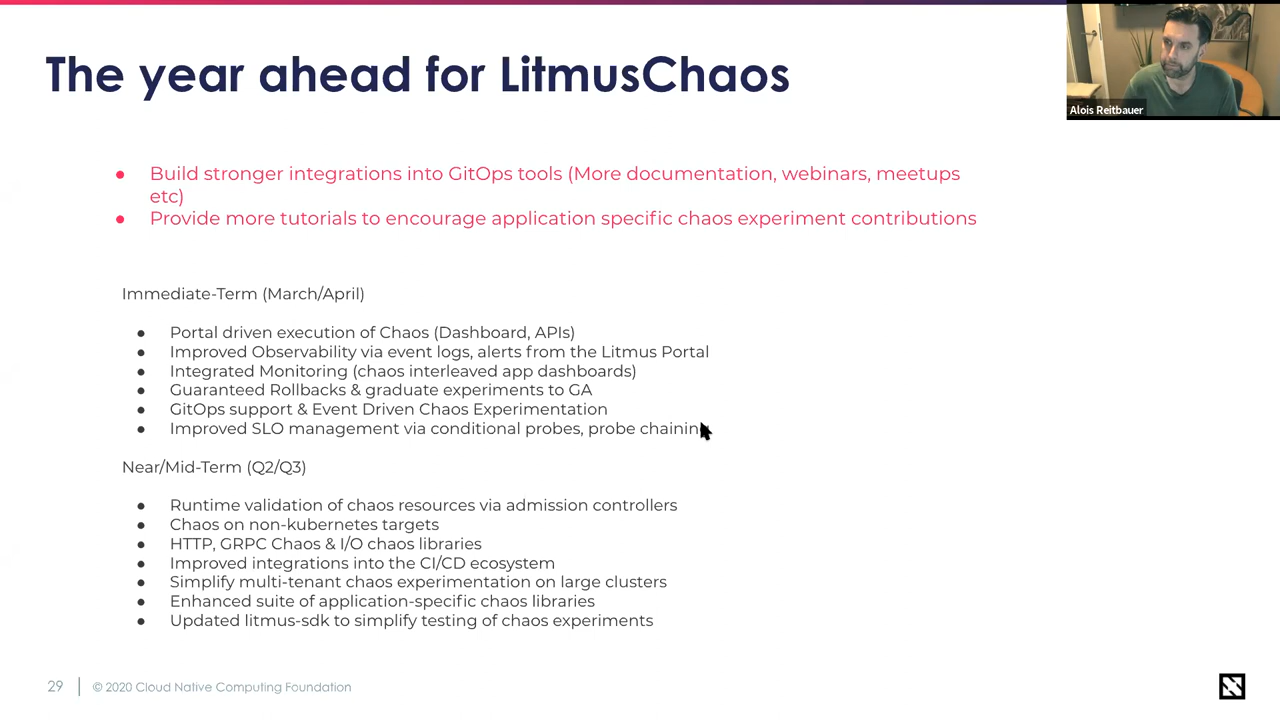 The year ahead for LitmusChaos
Alois Reitbauer
● Build stronger integrations into GitOps tools (More documentation, webinars, meetups
etc)
● Provide more tutorials to encourage application specific chaos experiment contributions
Immediate-Term (March/April)
● Portal driven execution of Chaos (Dashboard, APIs)
● Improved Observability via event logs, alerts from the Litmus Portal
● Integrated Monitoring (chaos interleaved app dashboards)
● Guaranteed Rollbacks & graduate experiments to GA
● GitOps support & Event Driven Chaos Experimentation
● Improved SLO management via conditional probes, probe chaining
Near/Mid-Term (Q2/Q3)
● Runtime validation of chaos resources via admission controllers
● Chaos on non-kubernetes targets
● HTTP, GRPC Chaos & I/O chaos libraries
● Improved integrations into the CI/CD ecosystem
● Simplify multi-tenant chaos experimentation on large clusters
● Enhanced suite of application-specific chaos libraries
● Updated litmus-sdk to simplify testing of chaos experiments
29 | © 2020 Cloud Native Computing Foundation